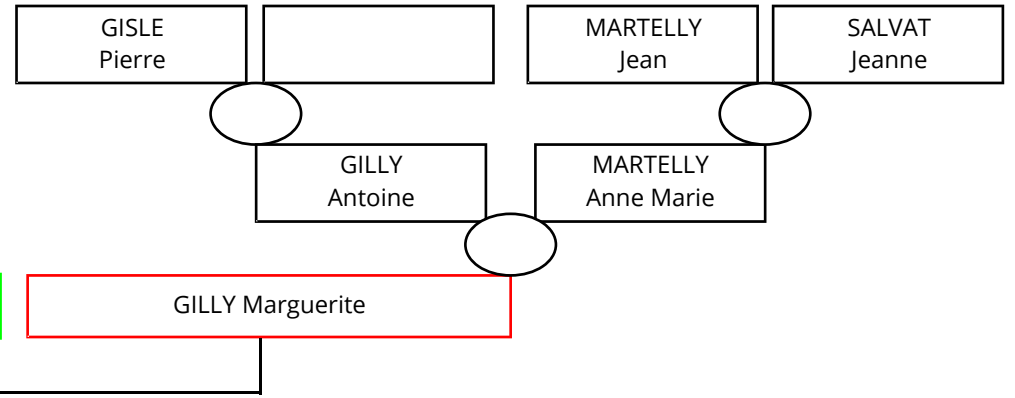 GISLE
Pierre
MARTELLY
Jean
SALVAT
Jeanne
GILLY
Antoine
MARTELLY
Anne Marie
GILLY Marguerite